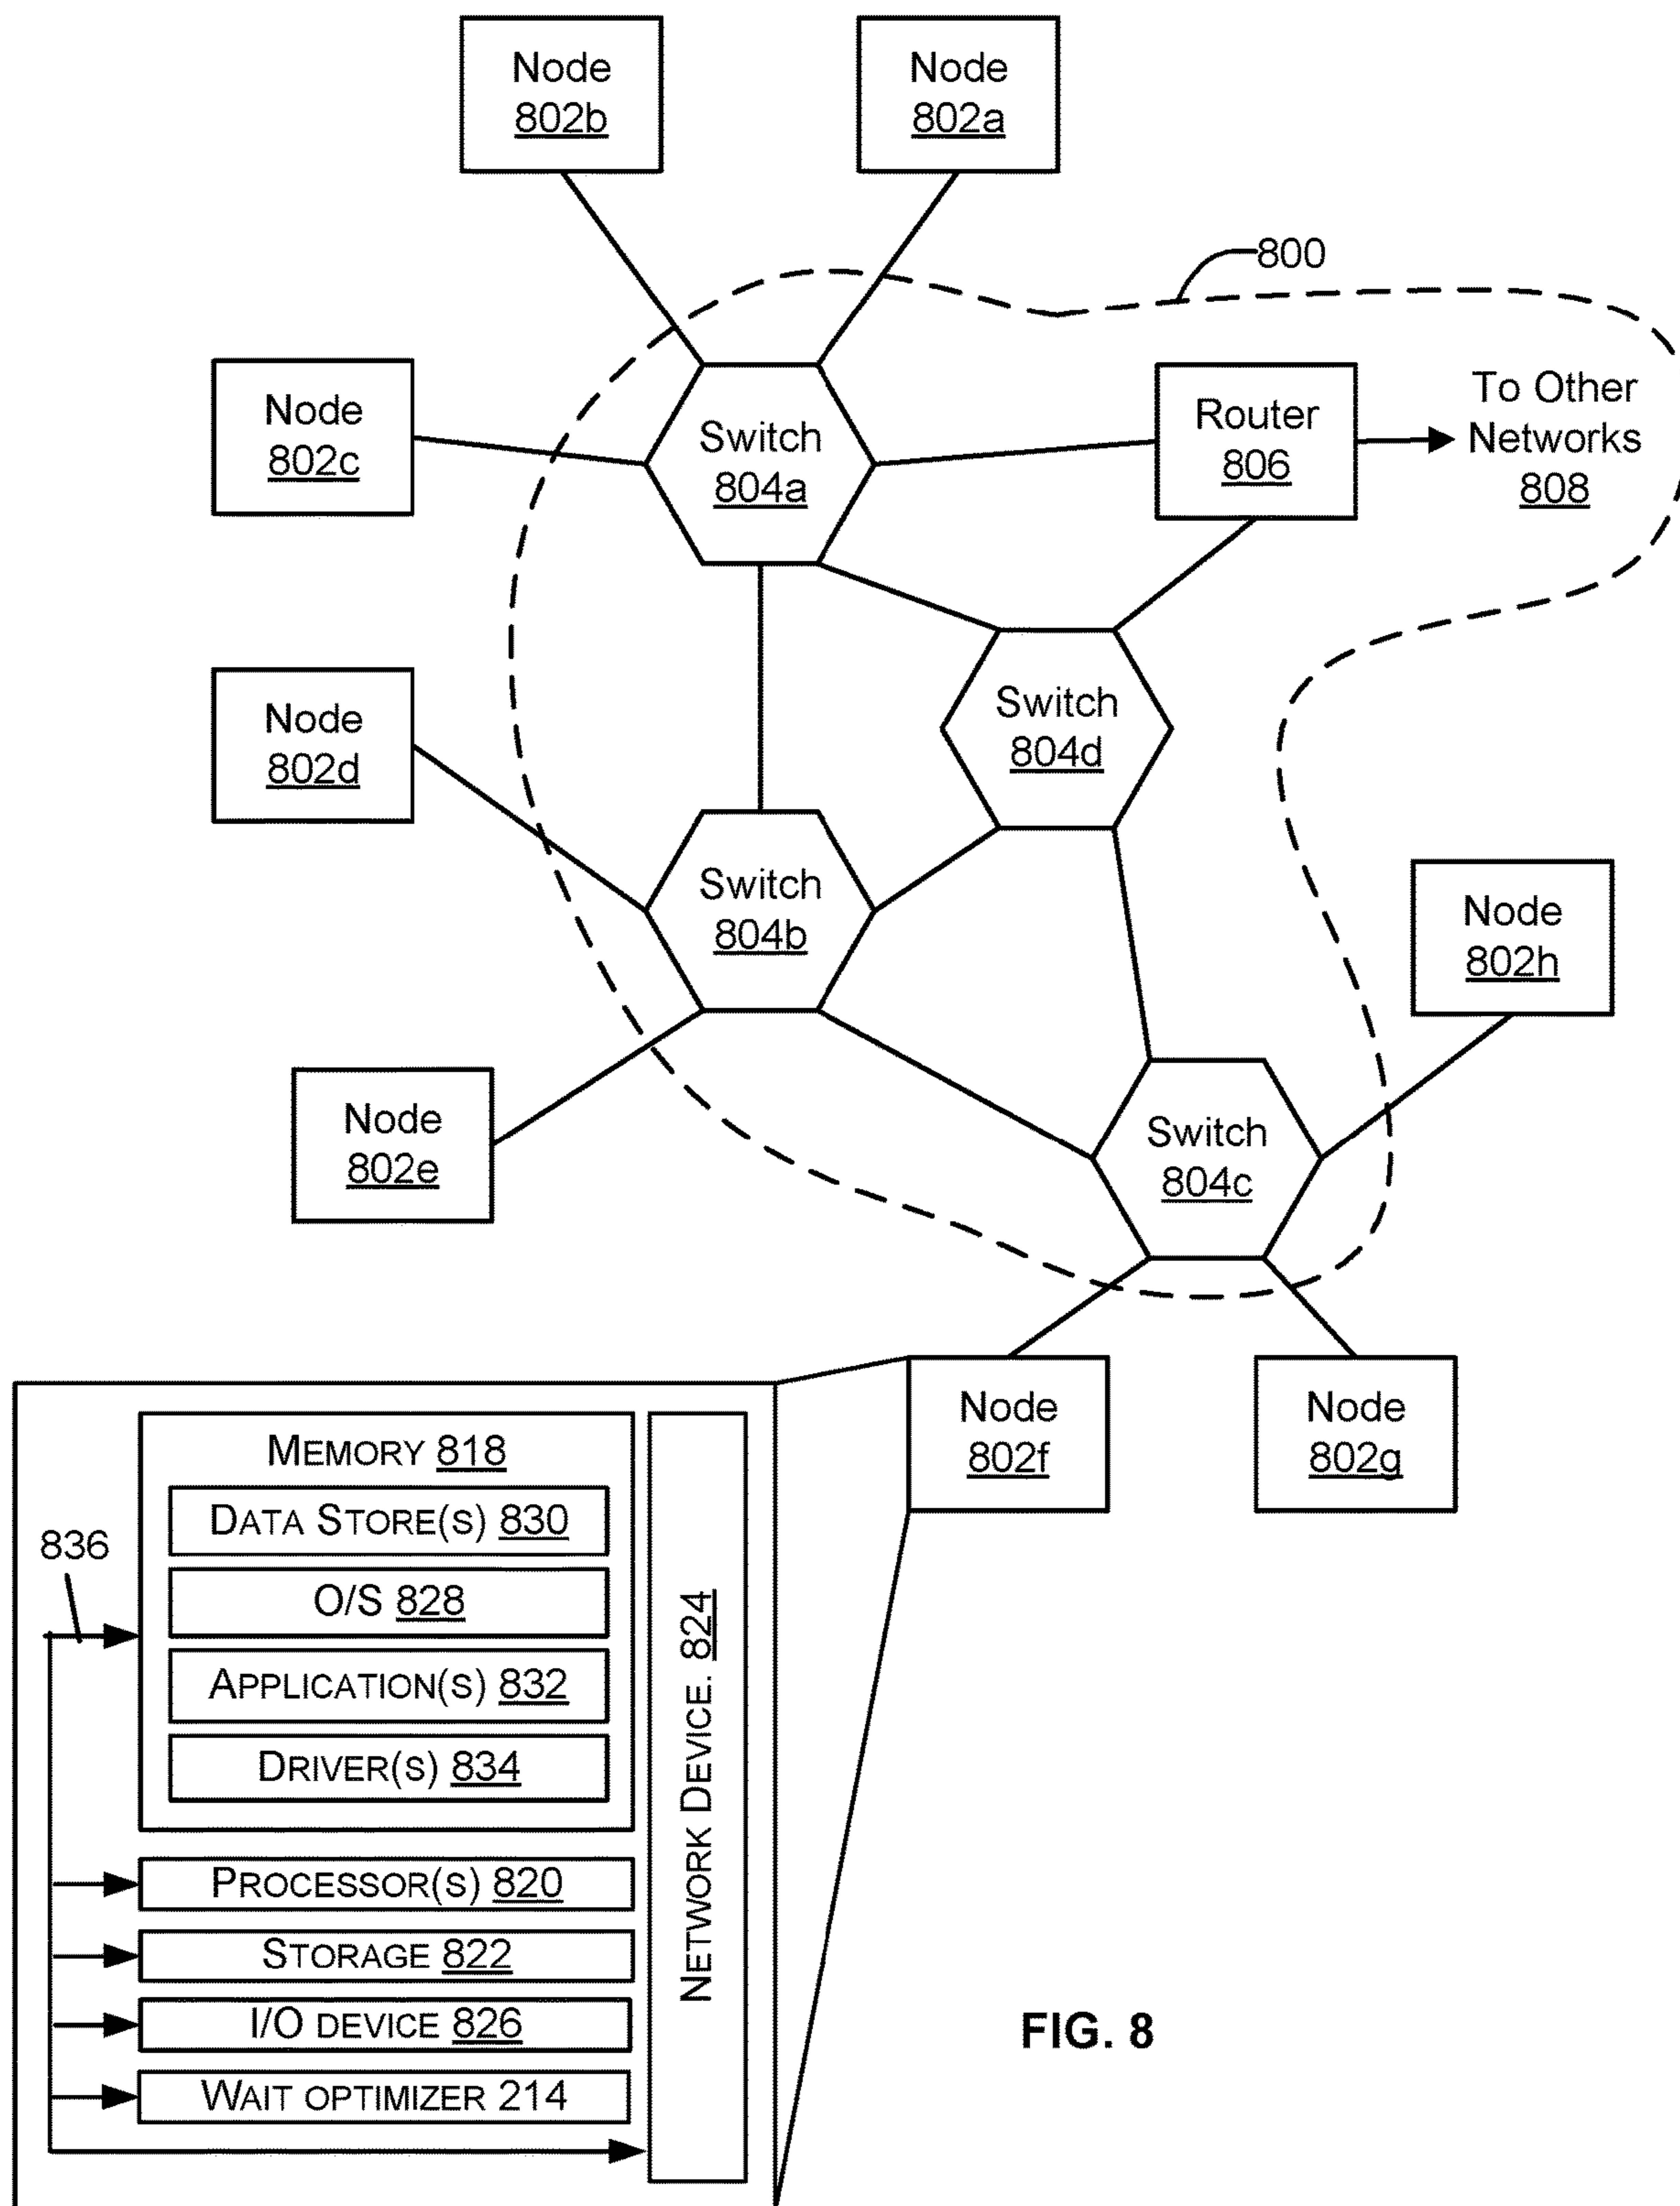 Node
802b
Node
802a
800
Node
802c
Switch
804a
Router
806
To Other
Networks
808
Node
802d
Switch
804d
Switch
804b
Node
802h
Node
802e
Switch
804c
Node
802f
Node
802g
MEMORY 818
DATA STORE(S) 830
836
O/S 828
APPLICATION(S) 832
DRIVER(S) 834
NETWORK DEVICE. 824
PROCESSOR(S) 820
STORAGE 822
I/O DEVICE 826
WAIT OPTIMIZER 214
FIG. 8